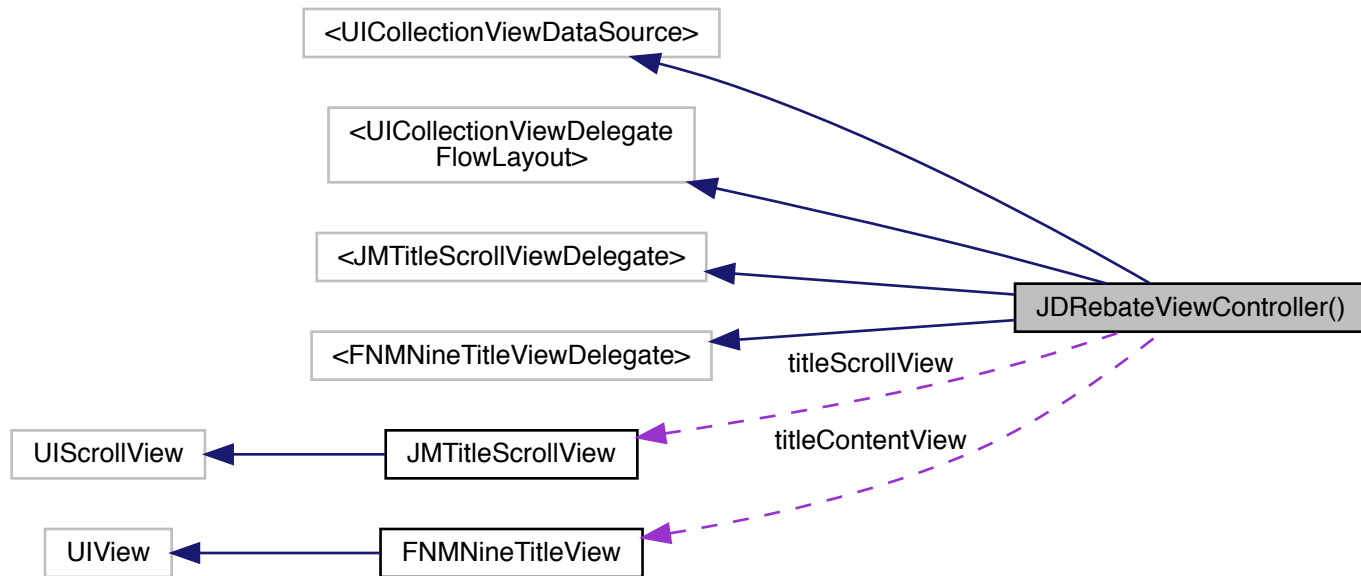 <UICollectionViewDataSource>
<UICollectionViewDelegate
FlowLayout>
<JMTitleScrollViewDelegate>
JDRebateViewController()
<FNMNineTitleViewDelegate>
titleScrollView
titleContentView
UIScrollView
JMTitleScrollView
UIView
FNMNineTitleView